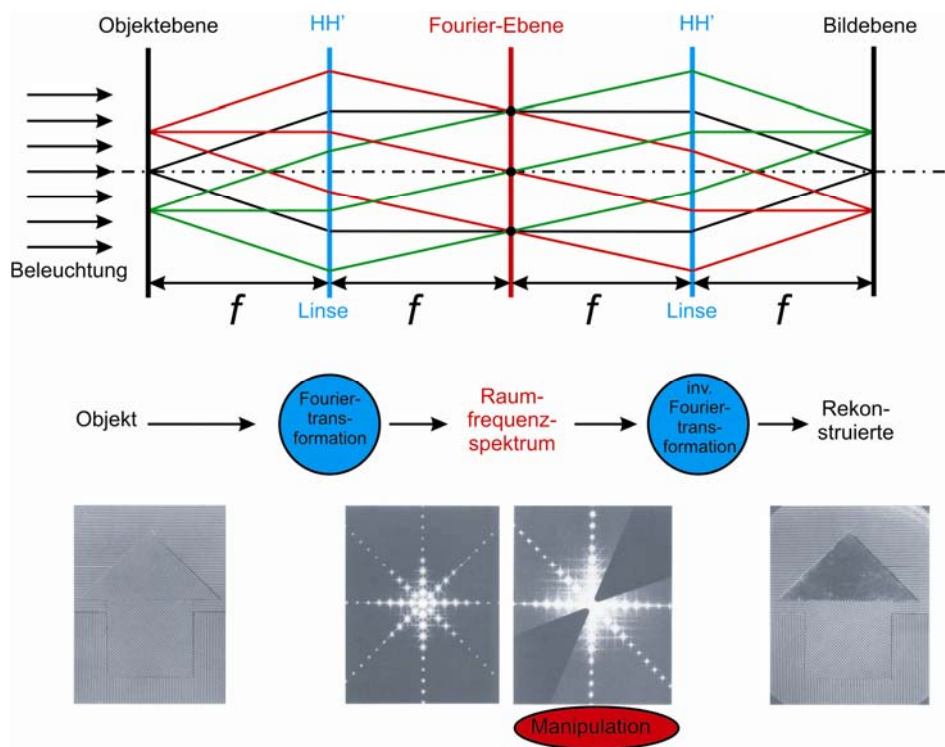 Objektebene
HH'
Fourier-Ebene
HH'
Bildebene
Beleuchtung
f
f
f
f
Linse
Linse
Objekt
Fourier-
trans-
formation
Raum-
frequenz-
spektrum
inv.
Fourier-
trans-
formation
Rekon-
struierte
Manipulation